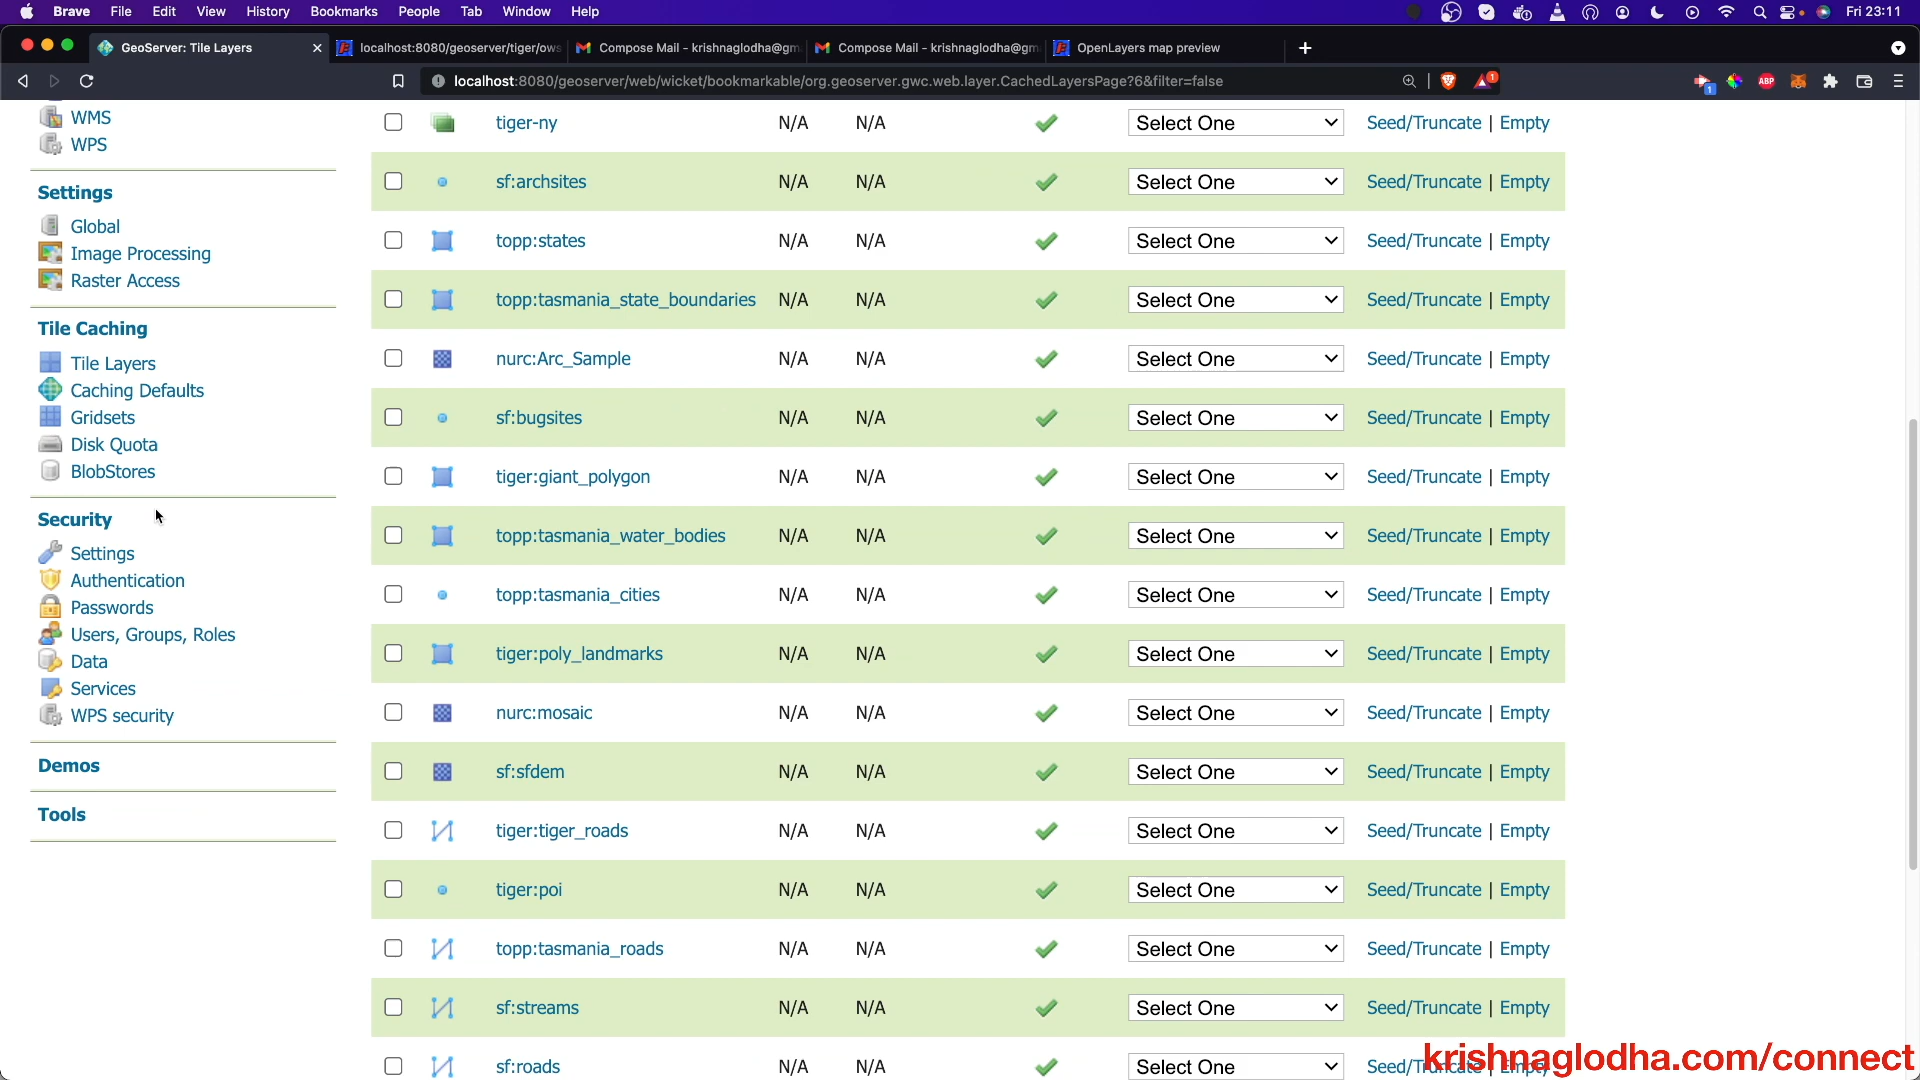 Brave File Edit View History Bookmarks People Tab Window Help Fri 23:11
GeoServer: Tile Layers localhost:8080/geoserver/tiger/ows Compose Mail - krishnaglodha@gm Compose Mail - krishnaglodha@gm OpenLayers map preview
localhost:8080/geoserver/web/wicket/bookmarkable/org.geoserver.gwc.web.layer.CachedLayersPage?6&filter=false 1 1 ABP
WMS
WPS
Settings
Global
Image Processing
Raster Access
Tile Caching
Tile Layers
Caching Defaults
Gridsets
Disk Quota
BlobStores
Security
Settings
Authentication
Passwords
Users, Groups, Roles
Data
Services
WPS security
Demos
Tools
tiger-ny N/A N/A Select One Seed/Truncate | Empty
sf:archsites N/A N/A Select One Seed/Truncate | Empty
topp:states N/A N/A Select One Seed/Truncate | Empty
topp:tasmania_state_boundaries N/A N/A Select One Seed/Truncate | Empty
nurc:Arc_Sample N/A N/A Select One Seed/Truncate | Empty
sf:bugsites N/A N/A Select One Seed/Truncate | Empty
tiger:giant_polygon N/A N/A Select One Seed/Truncate | Empty
topp:tasmania_water_bodies N/A N/A Select One Seed/Truncate | Empty
topp:tasmania_cities N/A N/A Select One Seed/Truncate | Empty
tiger:poly_landmarks N/A N/A Select One Seed/Truncate | Empty
nurc:mosaic N/A N/A Select One Seed/Truncate | Empty
sf:sfdem N/A N/A Select One Seed/Truncate | Empty
tiger:tiger_roads N/A N/A Select One Seed/Truncate | Empty
tiger:poi N/A N/A Select One Seed/Truncate | Empty
topp:tasmania_roads N/A N/A Select One Seed/Truncate | Empty
sf:streams N/A N/A Select One Seed/Truncate | Empty
sf:roads N/A N/A Select One Seed/Truncate | Empty
krishnaglodha.com/connect